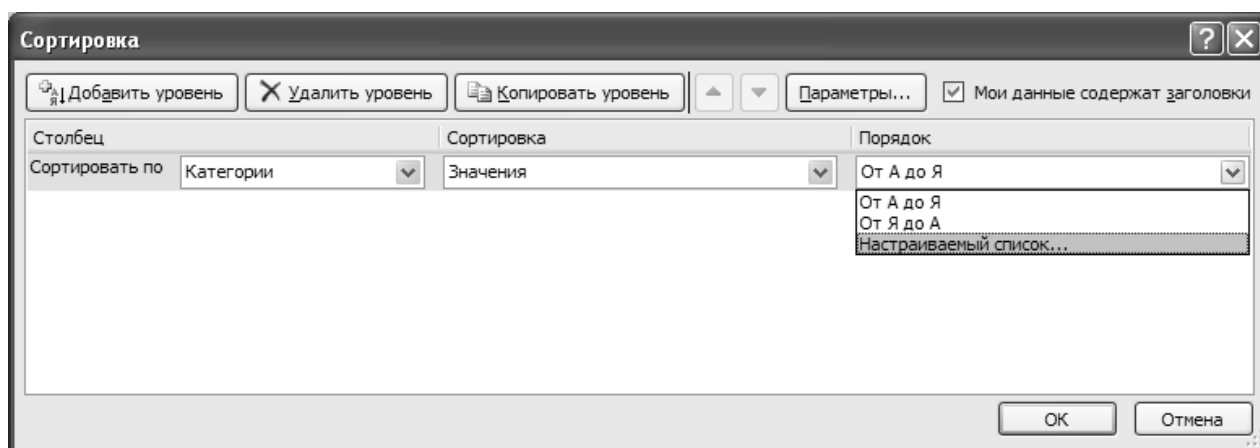 Сортировка
Добавить уровень Удалить уровень Копировать уровень Параметры... Мои данные содержат заголовки
Столбец Сортировка Порядок
Сортировать по Категории Значения От А до Я
От А до Я
От Я до А
Настраиваемый список...
ОК Отмена